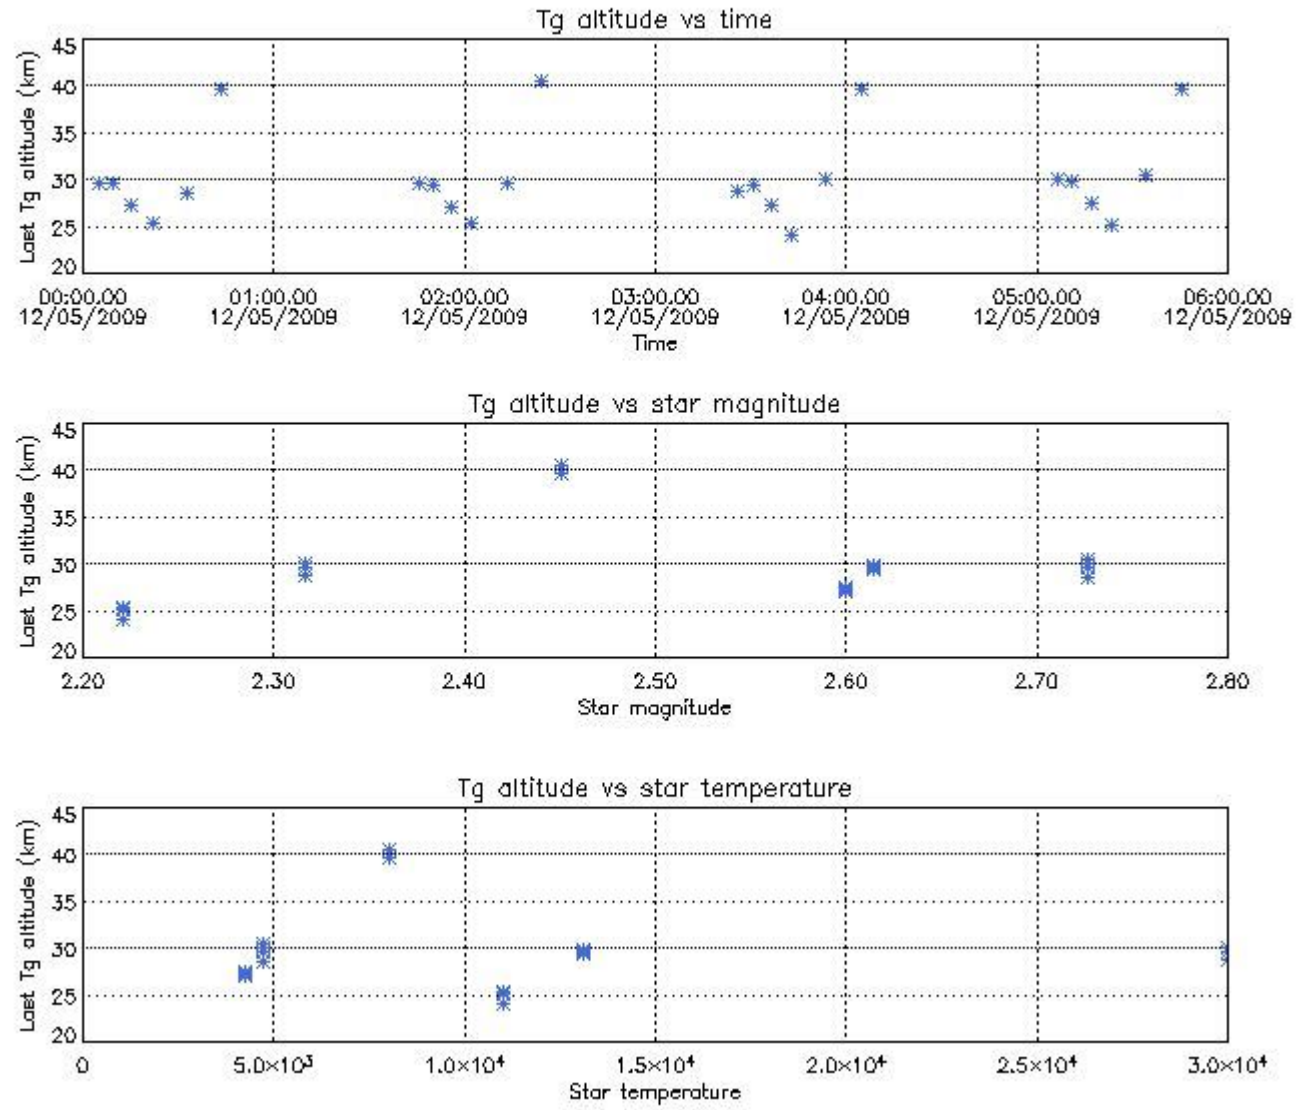 Tg altitude vs time
Last Tg altitude (km)
45
40
35
30
25
20
00:00.00 01:00.00 02:00.00 03:00.00 04:00.00 05:00.00 06:00.00
12/05/2009 12/05/2009 12/05/2009 12/05/2009 12/05/2009 12/05/2009 12/05/2009
Time
Tg altitude vs star magnitude
Last Tg altitude (km)
45
40
35
30
25
20
2.20 2.30 2.40 2.50 2.60 2.70 2.80
Star magnitude
Tg altitude vs star temperature
Last Tg altitude (km)
45
40
35
30
25
20
0 5.0×10³ 1.0×10⁴ 1.5×10⁴ 2.0×10⁴ 2.5×10⁴ 3.0×10⁴
Star temperature